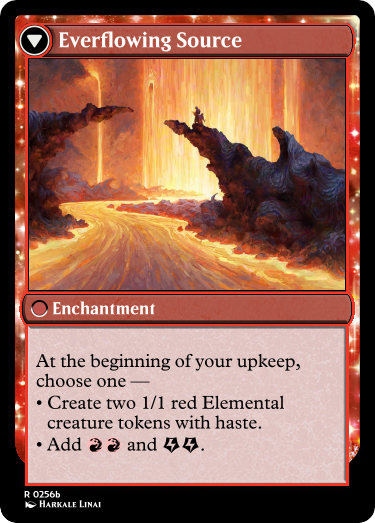 Everflowing Source
Enchantment
At the beginning of your upkeep,
choose one —
• Create two 1/1 red Elemental
creature tokens with haste.
• Add and .
R 0256b
Harkale Linai